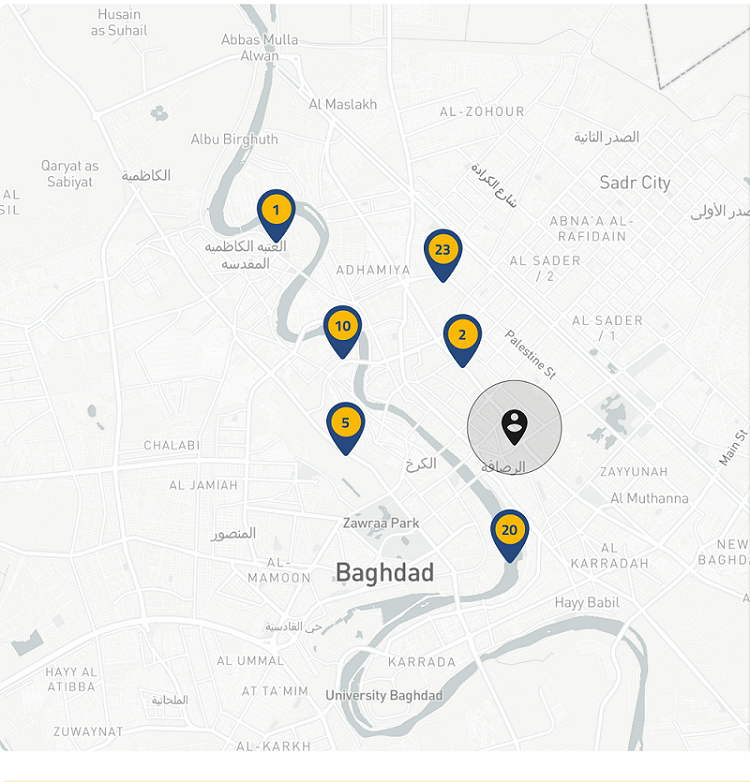 Husain
as Suhail
Abbas Mulla
Alwan
Al Maslakh
AL-ZOHOUR
Albu Birghuth
الصدر الثانية
Qaryat as
Sabiyat
الكاظمية
شارع الكرادة
Sadr City
AL
SIL
1
ABNA'A AL-
RAFIDAIN
صدر الأولى
العتبه الكاظميه
المقدسه
23
ADHAMIYA
AL SADER
/ 2
10
2
AL SADER
/ 1
Palestine St
5
CHALABI
الكرخ
الرصافة
Main St
ZAYYUNAH
AL JAMIAH
Al Muthanna
المنصور
Zawraa Park
20
AL-
MAMOON
Baghdad
AL
KARRADAH
NEW
BAGHD
Hayy Babil
A
حي القادسية
AL UMMAL
KARRADA
HAYY AL
ATIBBA
AT TA'MIM
University Baghdad
الملحانية
ZUWAYNAT
AL-KARKH